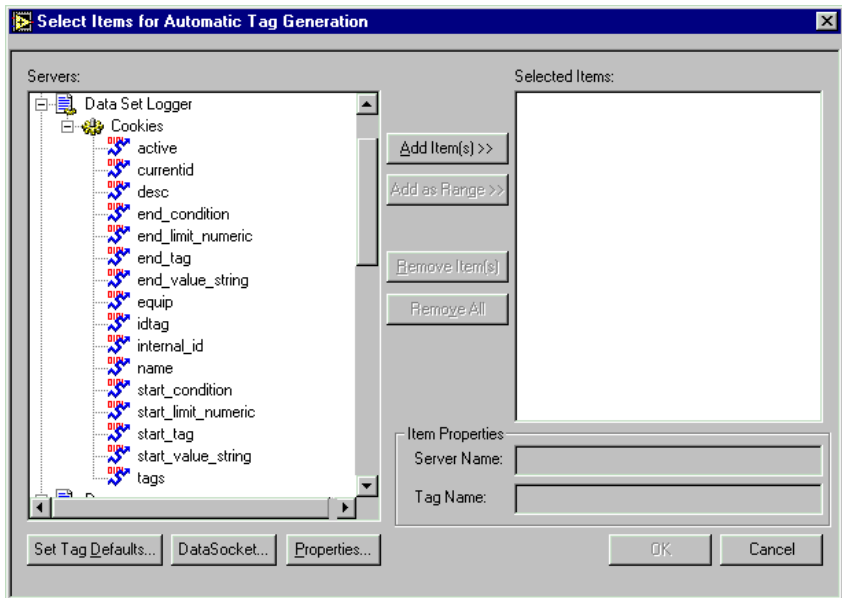 Select Items for Automatic Tag Generation
Servers:
Selected Items:
Data Set Logger
Cookies
active
currentid
desc
end_condition
end_limit_numeric
end_tag
end_value_string
equip
idtag
internal_id
name
start_condition
start_limit_numeric
start_tag
start_value_string
tags
Add Item(s) >>
Add as Range >>
Remove Item(s)
Remove All
Item Properties
Server Name:
Tag Name:
Set Tag Defaults...
DataSocket...
Properties...
OK
Cancel